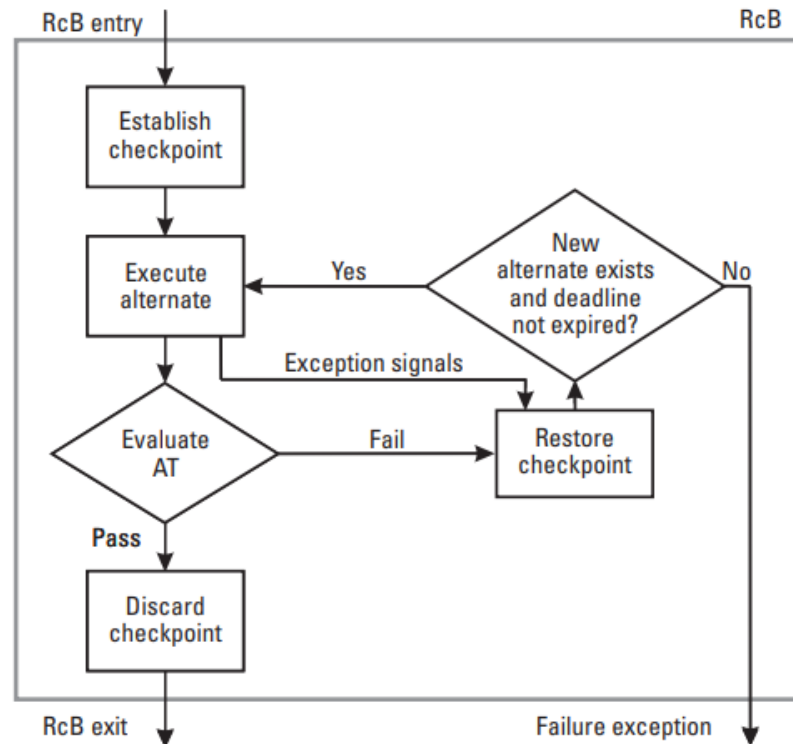 RcB entry
RcB
Establish
checkpoint
Execute
alternate
Yes
New
alternate exists
and deadline
not expired?
No
Exception signals
Evaluate
AT
Fail
Restore
checkpoint
Pass
Discard
checkpoint
RcB exit
Failure exception